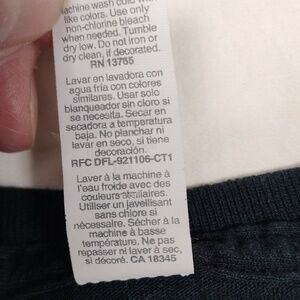 achine wash cold with
like colors. Use only
non-chlorine bleach
when needed. Tumble
dry low. Do not iron or
dry clean, if decorated.
RN 13765
Lavar en lavadora con
agua fria con colores
similares. Usar solo
blanqueador sin cloro si
se necesita. Secar en
secadora a temperatura
baja. No planchar ni
lavar en seco, si tiene
decoración.
RFC DFL-921106-CT1
Laver à la machine à
l'eau froide avec des
couleurs similaires.
Utiliser un javellisant
sans chlore si
nécessaire. Sécher à la
machine à basse
température. Ne pas
repasser ni laver à sec,
si décoré. CA 18345